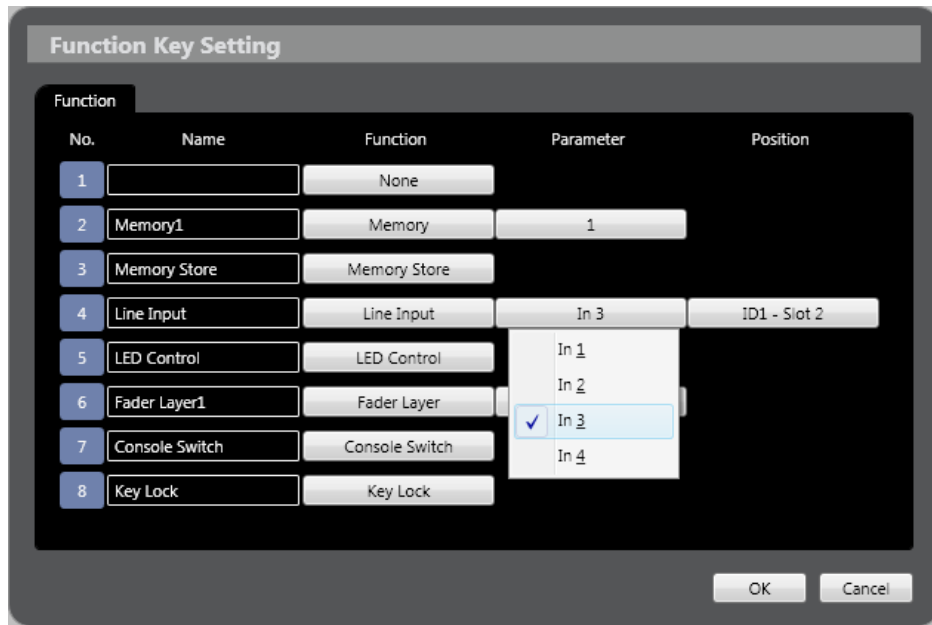 Function Key Setting
Function
No. Name Function Parameter Position
1 None
2 Memory1 Memory 1
3 Memory Store Memory Store
4 Line Input Line Input In 3 ID1 - Slot 2
In 1
5 LED Control LED Control
In 2
6 Fader Layer1 Fader Layer
In 3
7 Console Switch Console Switch
In 4
8 Key Lock Key Lock
OK Cancel